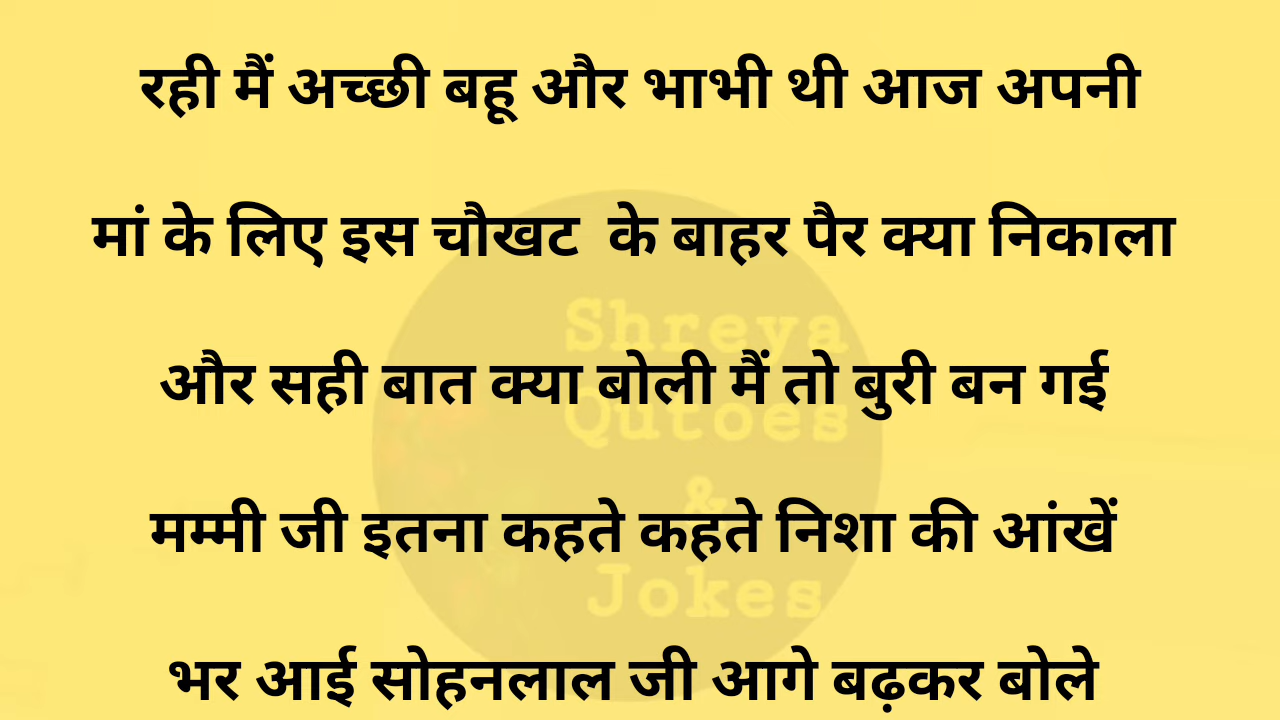 रही मैं अच्छी बहू और भाभी थी आज अपनी
मां के लिए इस चौखट के बाहर पैर क्या निकाला
और सही बात क्या बोली मैं तो बुरी बन गई
मम्मी जी इतना कहते कहते निशा की आंखें
भर आई सोहनलाल जी आगे बढ़कर बोले
Shreya
Qutoes
&
Jokes